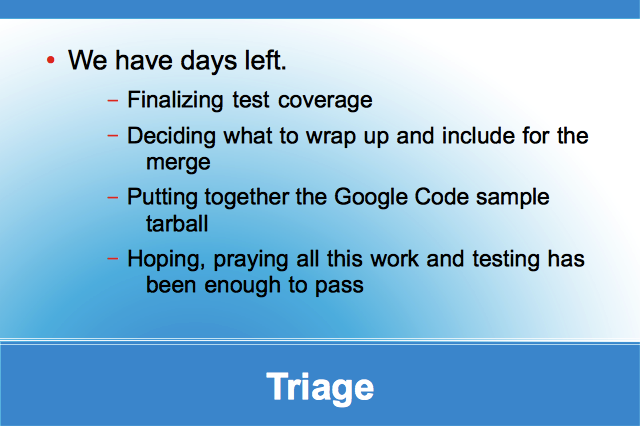 • We have days left.
– Finalizing test coverage
– Deciding what to wrap up and include for the
merge
– Putting together the Google Code sample
tarball
– Hoping, praying all this work and testing has
been enough to pass
Triage